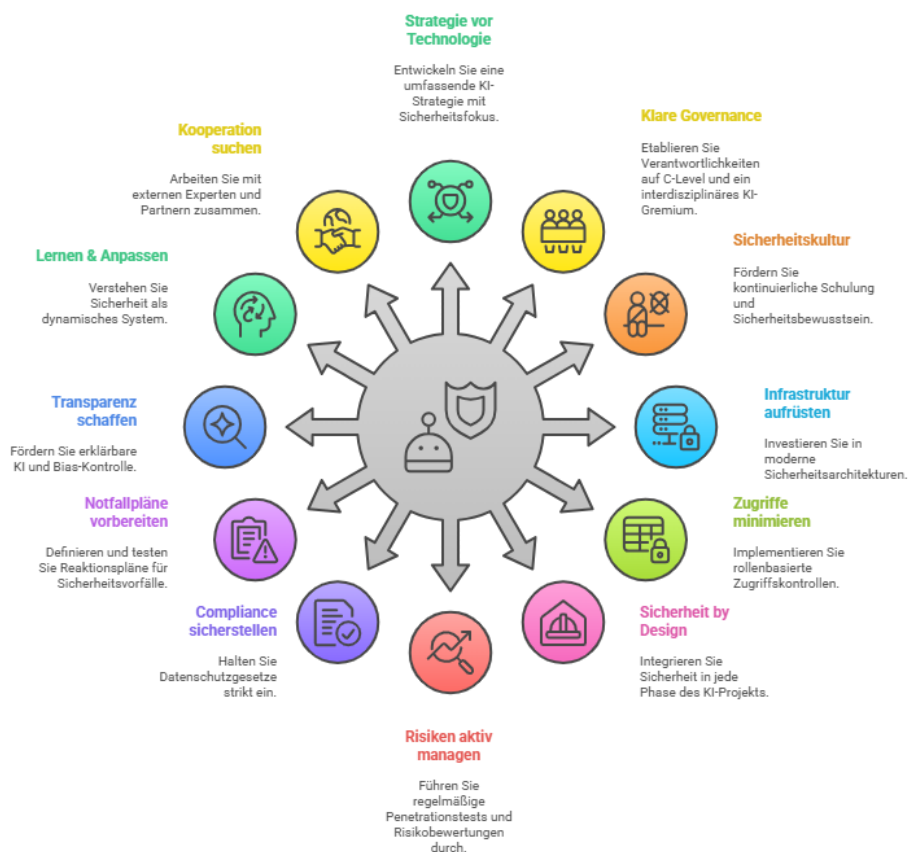 Strategie vor
Technologie
Entwickeln Sie eine
umfassende KI-
Strategie mit
Sicherheitsfokus.
Klare Governance
Etablieren Sie
Verantwortlichkeiten
auf C-Level und ein
interdisziplinäres KI-
Gremium.
Sicherheitskultur
Fördern Sie
kontinuierliche Schulung
und
Sicherheitsbewusstsein.
Infrastruktur
aufrüsten
Investieren Sie in
moderne
Sicherheitsarchitekturen.
Zugriffe
minimieren
Implementieren Sie
rollenbasierte
Zugriffskontrollen.
Sicherheit by
Design
Integrieren Sie
Sicherheit in jede
Phase des KI-Projekts.
Risiken aktiv
managen
Führen Sie
regelmäßige
Penetrationstests und
Risikobewertungen
durch.
Compliance
sicherstellen
Halten Sie
Datenschutzgesetze
strikt ein.
Notfallpläne
vorbereiten
Definieren und testen
Sie Reaktionspläne für
Sicherheitsvorfälle.
Transparenz
schaffen
Fördern Sie erklärbare
KI und Bias-Kontrolle.
Lernen & Anpassen
Verstehen Sie
Sicherheit als
dynamisches System.
Kooperation
suchen
Arbeiten Sie mit
externen Experten und
Partnern zusammen.